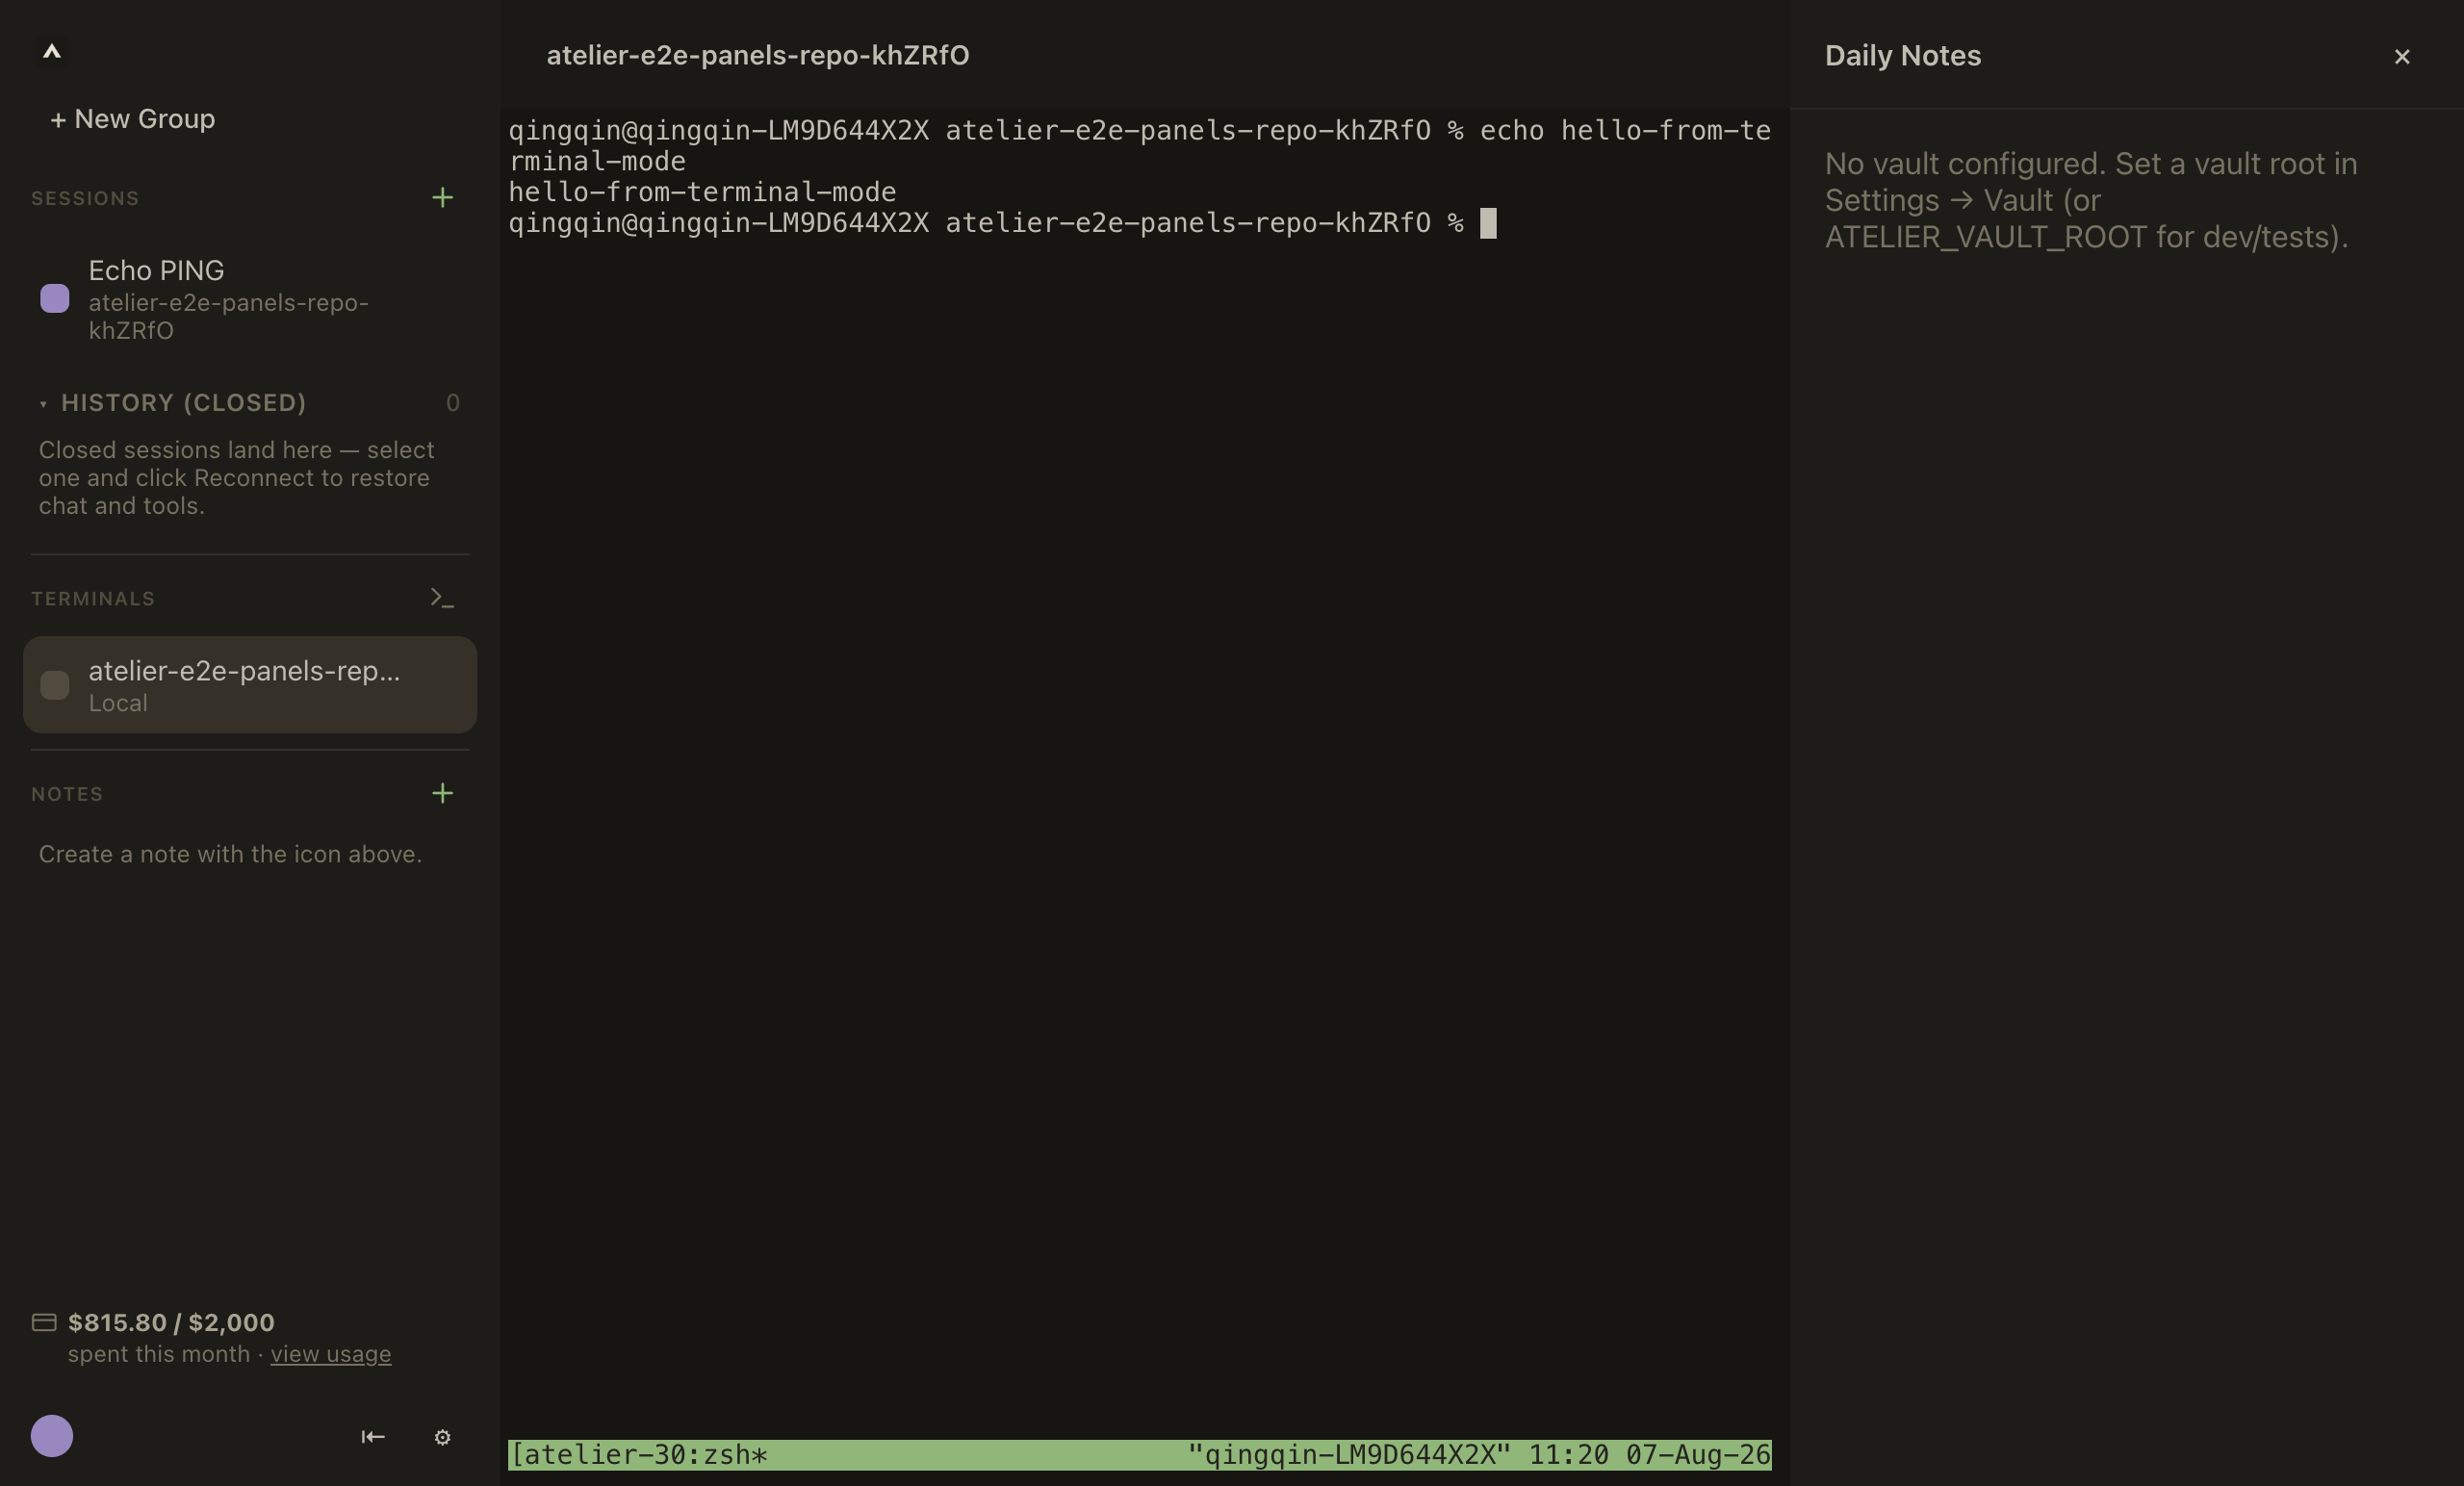 + New Group
SESSIONS
+
Echo PING
atelier-e2e-panels-repo-
khZRfO
▾ HISTORY (CLOSED) 0
Closed sessions land here — select
one and click Reconnect to restore
chat and tools.
TERMINALS
atelier-e2e-panels-rep...
Local
NOTES
+
Create a note with the icon above.
$815.80 / $2,000
spent this month · view usage
atelier-e2e-panels-repo-khZRfO
qingqin@qingqin-LM9D644X2X atelier-e2e-panels-repo-khZRfO % echo hello-from-te
rminal-mode
hello-from-terminal-mode
qingqin@qingqin-LM9D644X2X atelier-e2e-panels-repo-khZRfO %
[atelier-30:zsh* "qingqin-LM9D644X2X" 11:20 07-Aug-26
Daily Notes
×
No vault configured. Set a vault root in
Settings → Vault (or
ATELIER_VAULT_ROOT for dev/tests).